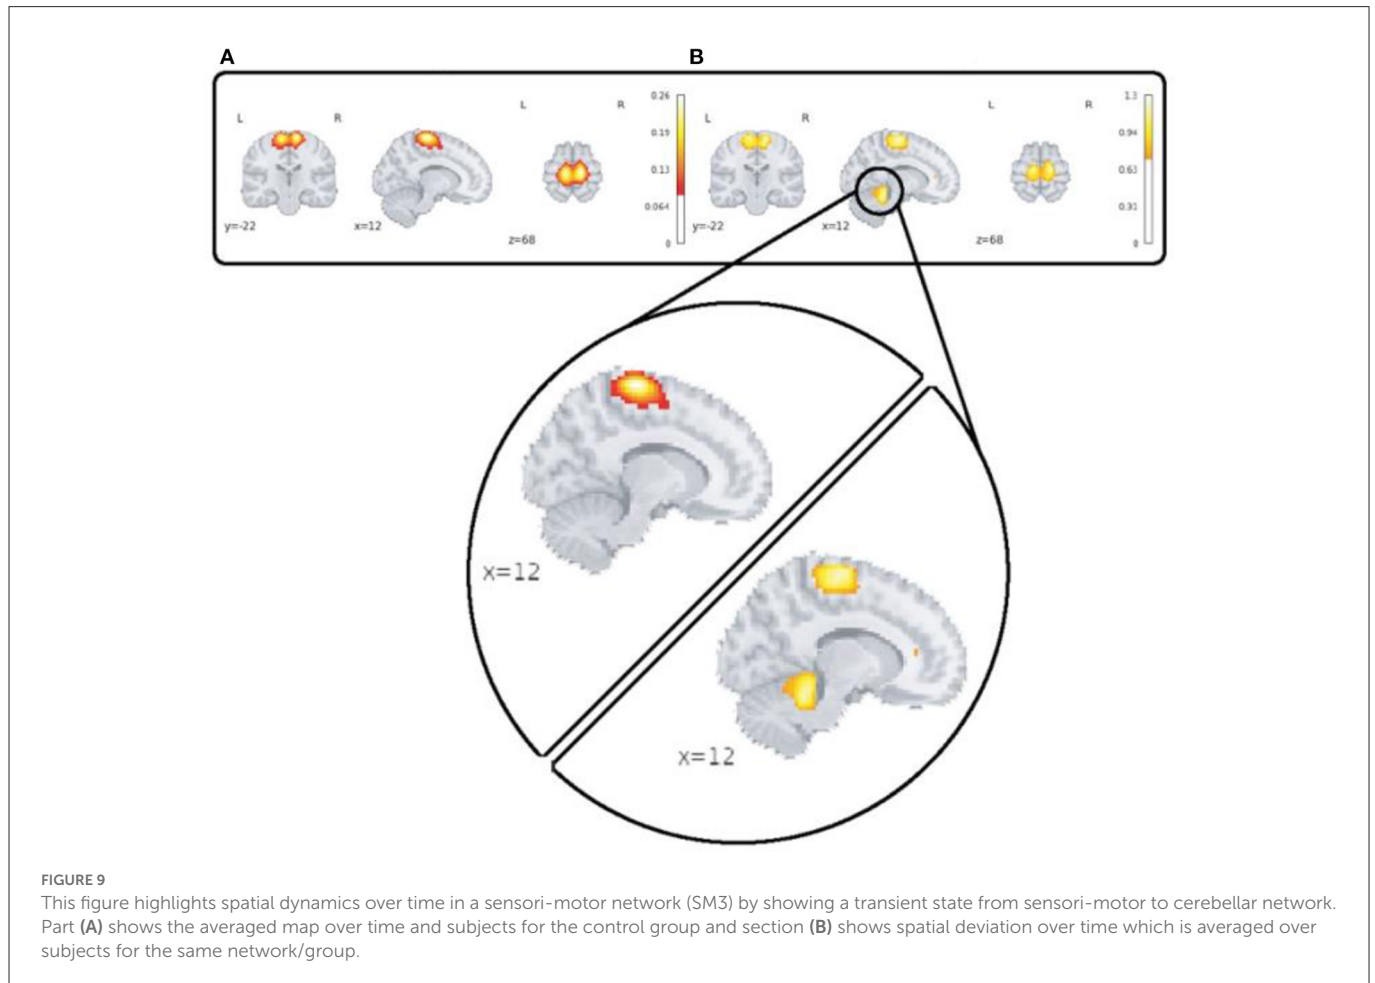 A
B
L
R
y=-22
x=12
L
R
z=68
0.26
0.19
0.13
0.064
0
L
R
y=-22
x=12
L
R
z=68
1.3
0.94
0.63
0.31
0
x=12
x=12
FIGURE 9
This figure highlights spatial dynamics over time in a sensori-motor network (SM3) by showing a transient state from sensori-motor to cerebellar network.
Part (A) shows the averaged map over time and subjects for the control group and section (B) shows spatial deviation over time which is averaged over
subjects for the same network/group.